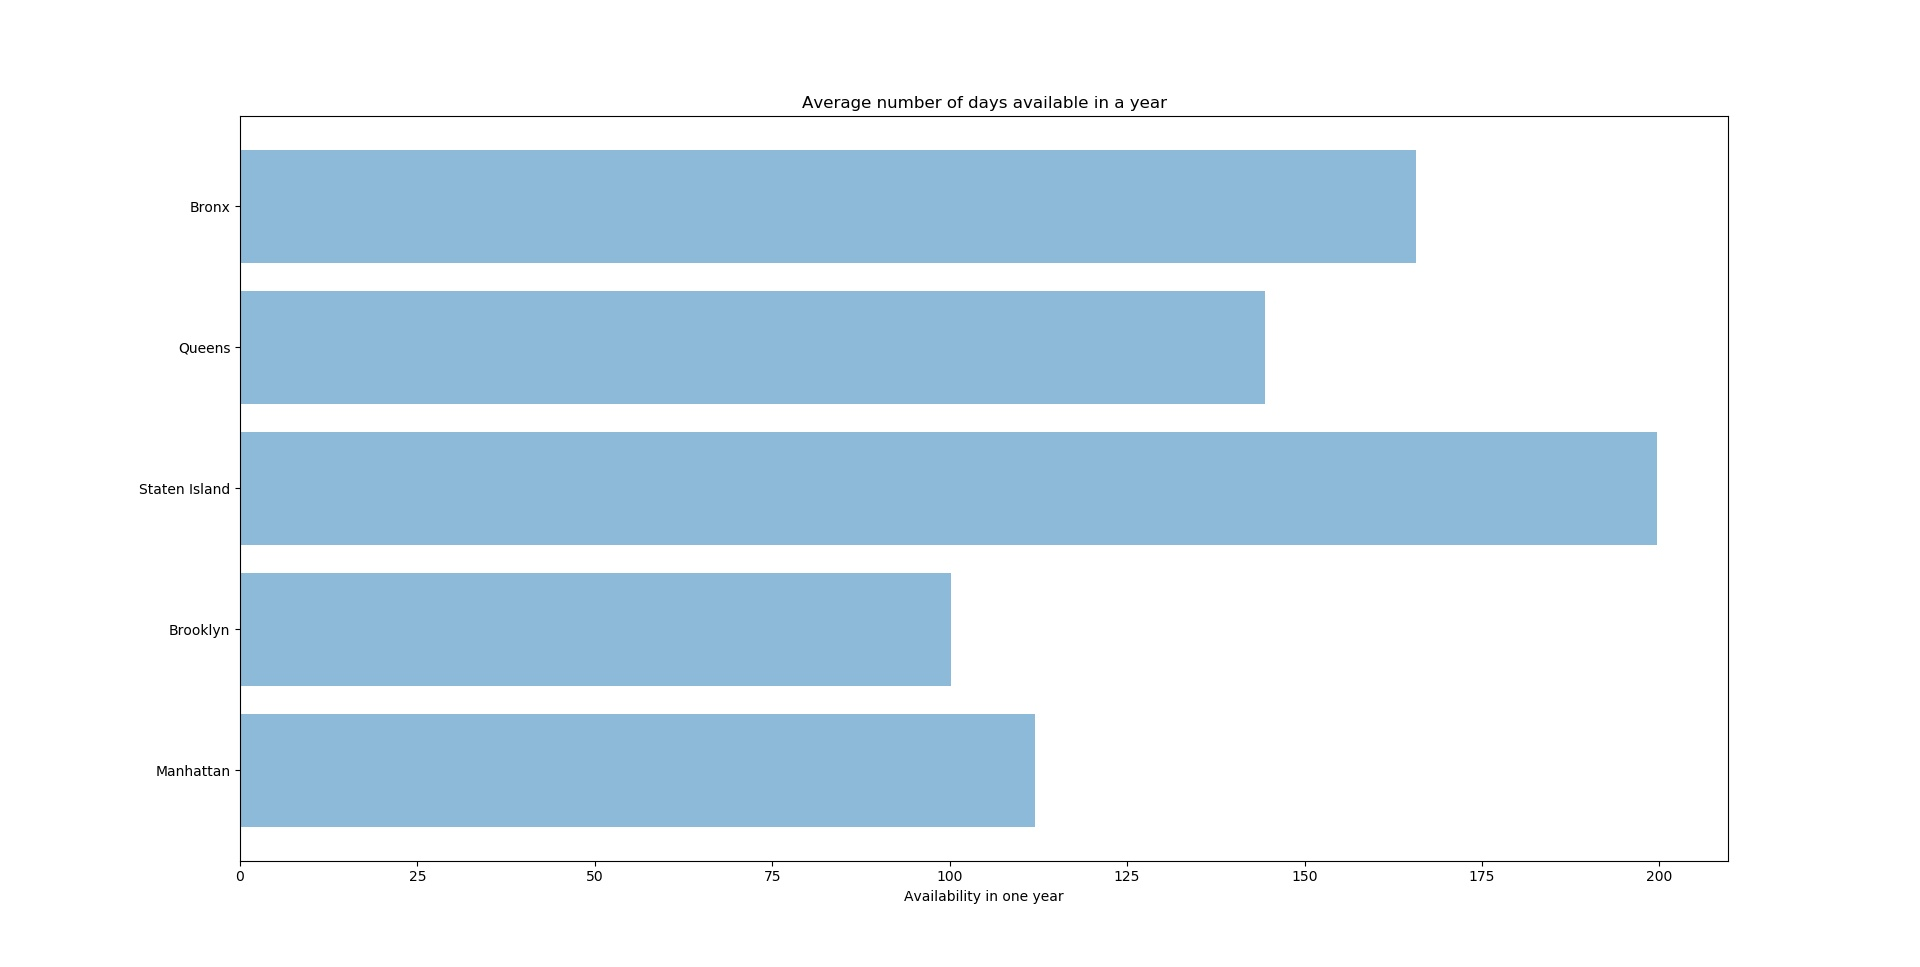 Average number of days available in a year
Bronx
Queens
Staten Island
Brooklyn
Manhattan
0 25 50 75 100 125 150 175 200
Availability in one year